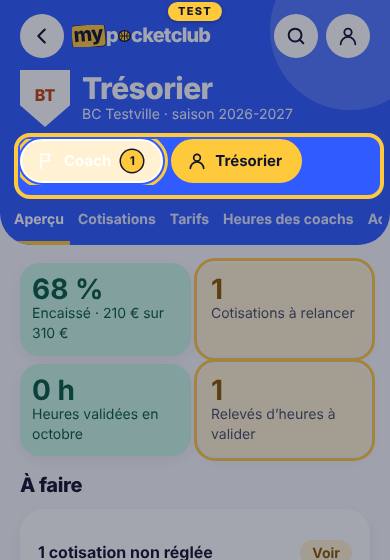 TEST
mypocketclub
BT
Trésorier
BC Testville · saison 2026-2027
Coach 1
Trésorier
Aperçu Cotisations Tarifs Heures des coachs Ac
68 %
Encaissé · 210 € sur
310 €
1
Cotisations à relancer
0 h
Heures validées en
octobre
1
Relevés d’heures à
valider
À faire
1 cotisation non réglée
Voir